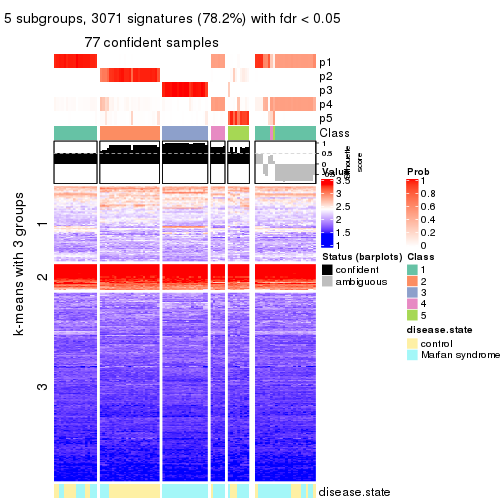 5 subgroups, 3071 signatures (78.2%) with fdr < 0.05
77 confident samples
p1
p2
p3
p4
p5
Class
1
0.5
0
silhouette
score
k-means with 3 groups
1
2
3
disease.state
Value
3.5
3
2.5
2
1.5
1
Prob
1
0.8
0.6
0.4
0.2
0
Status (barplots)
confident
ambiguous
Class
1
2
3
4
5
disease.state
control
Marfan syndrome